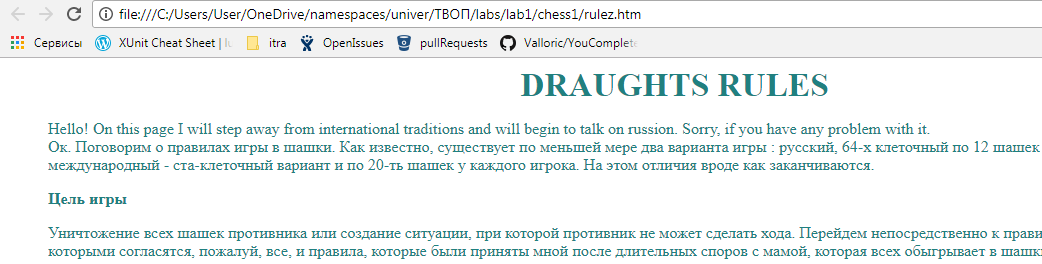 file:///C:/Users/User/OneDrive/namespaces/univer/ТВОП/labs/lab1/chess1/rulez.htm
Сервисы XUnit Cheat Sheet | itra OpenIssues pullRequests Valloric/YouComplete
DRAUGHTS RULES
Hello! On this page I will step away from international traditions and will begin to talk on russion. Sorry, if you have any problem with it.
Ок. Поговорим о правилах игры в шашки. Как известно, существует по меньшей мере два варианта игры : русский, 64-х клеточный по 12 шашек
международный - ста-клеточный вариант и по 20-ть шашек у каждого игрока. На этом отличия вроде как заканчиваются.
Цель игры
Уничтожение всех шашек противника или создание ситуации, при которой противник не может сделать хода. Перейдем непосредственно к прави
которыми согласятся, пожалуй, все, и правила, которые были приняты мной после длительных споров с мамой, которая всех обыгрывает в шашк